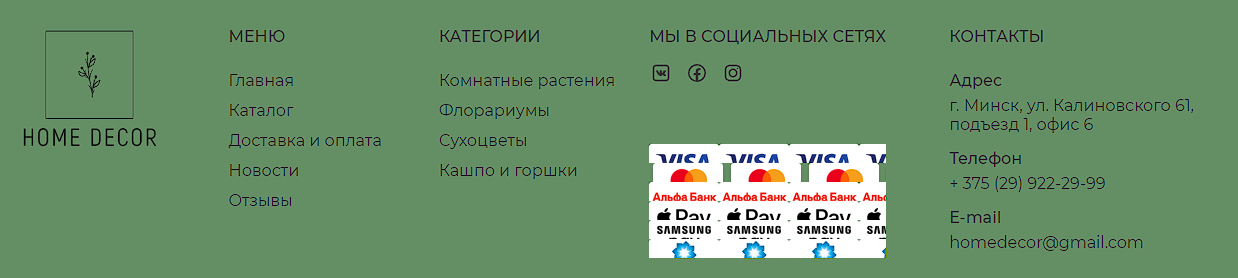 HOME DECOR
МЕНЮ
Главная
Каталог
Доставка и оплата
Новости
Отзывы
КАТЕГОРИИ
Комнатные растения
Флорариумы
Сухоцветы
Кашпо и горшки
МЫ В СОЦИАЛЬНЫХ СЕТЯХ
VISA VISA VISA
Альфа Банк Альфа Банк Альфа Банк Альфа
Pay Pay Pay
SAMSUNG SAMSUNG SAMSUNG SAM
КОНТАКТЫ
Адрес
г. Минск, ул. Калиновского 61,
подъезд 1, офис 6
Телефон
+ 375 (29) 922-29-99
E-mail
homedecor@gmail.com